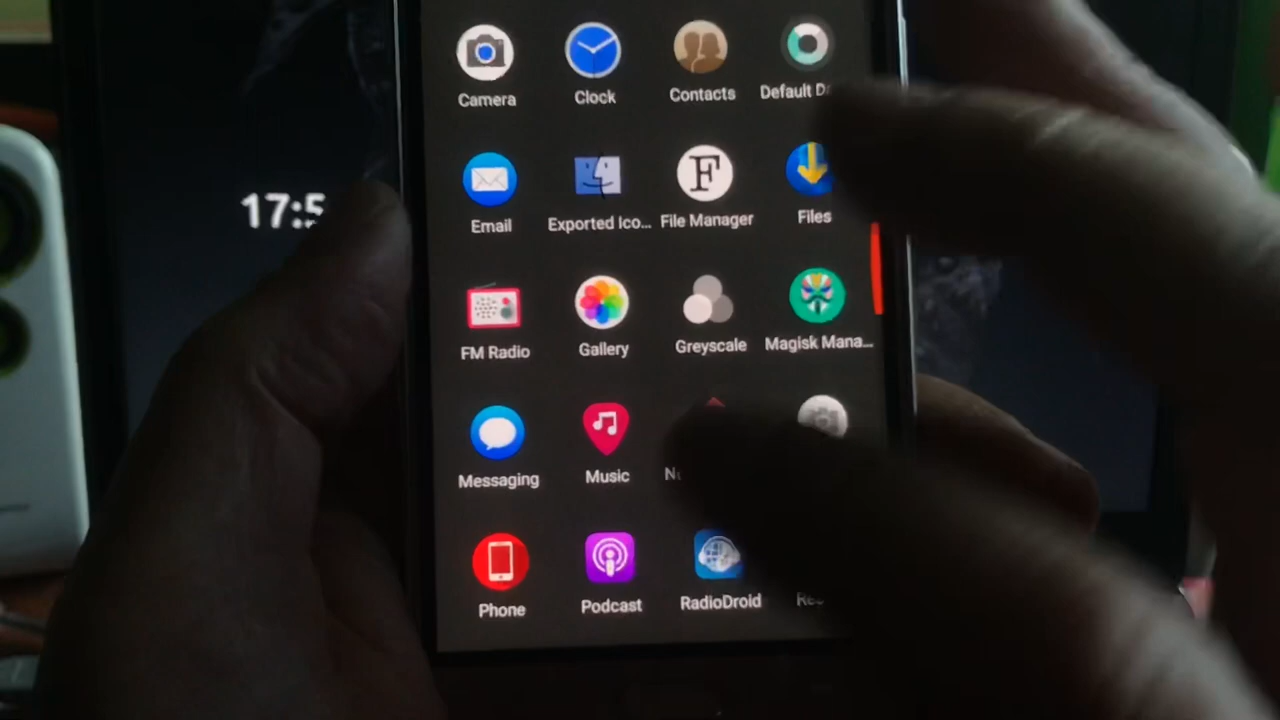 Camera Clock Contacts Default
17:5
Email Exported Ico... File Manager Files
F
FM Radio Gallery Greyscale Magisk Mana...
Messaging Music
Phone Podcast RadioDroid